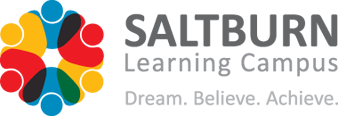 SALTBURN
Learning Campus
Dream. Believe. Achieve.